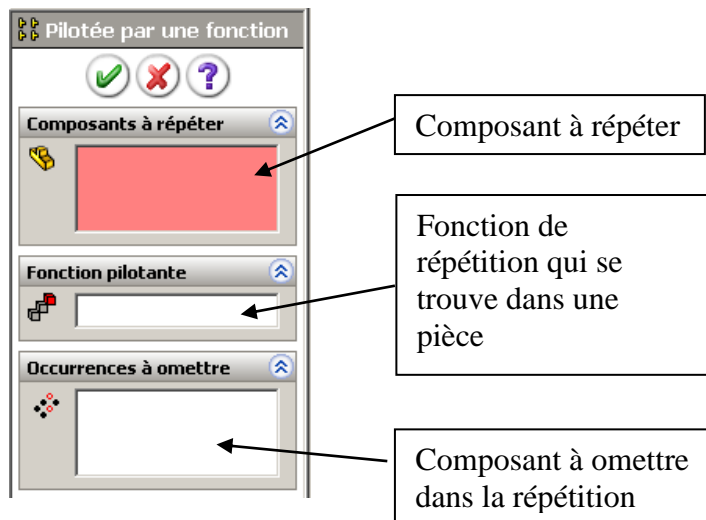 Pilotée par une fonction
?
Composants à répéter
Composant à répéter
Fonction pilotante
Fonction de
répétition qui se
trouve dans une
pièce
Occurrences à omettre
Composant à omettre
dans la répétition